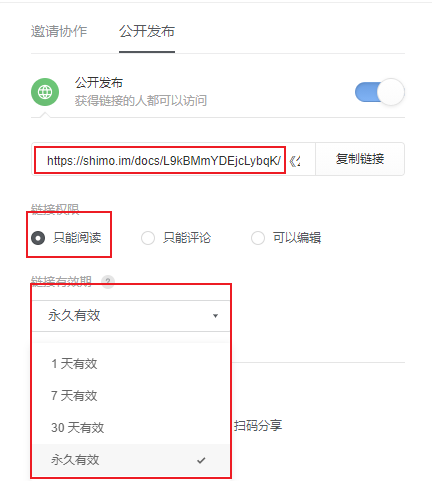 邀请协作 公开发布
公开发布
获得链接的人都可以访问
https://shimo.im/docs/L9kBMmYDEjcLybqK/ 《公 复制链接
链接权限
只能阅读 只能评论 可以编辑
链接有效期 ?
永久有效
1 天有效
7 天有效
30 天有效
扫码分享
永久有效